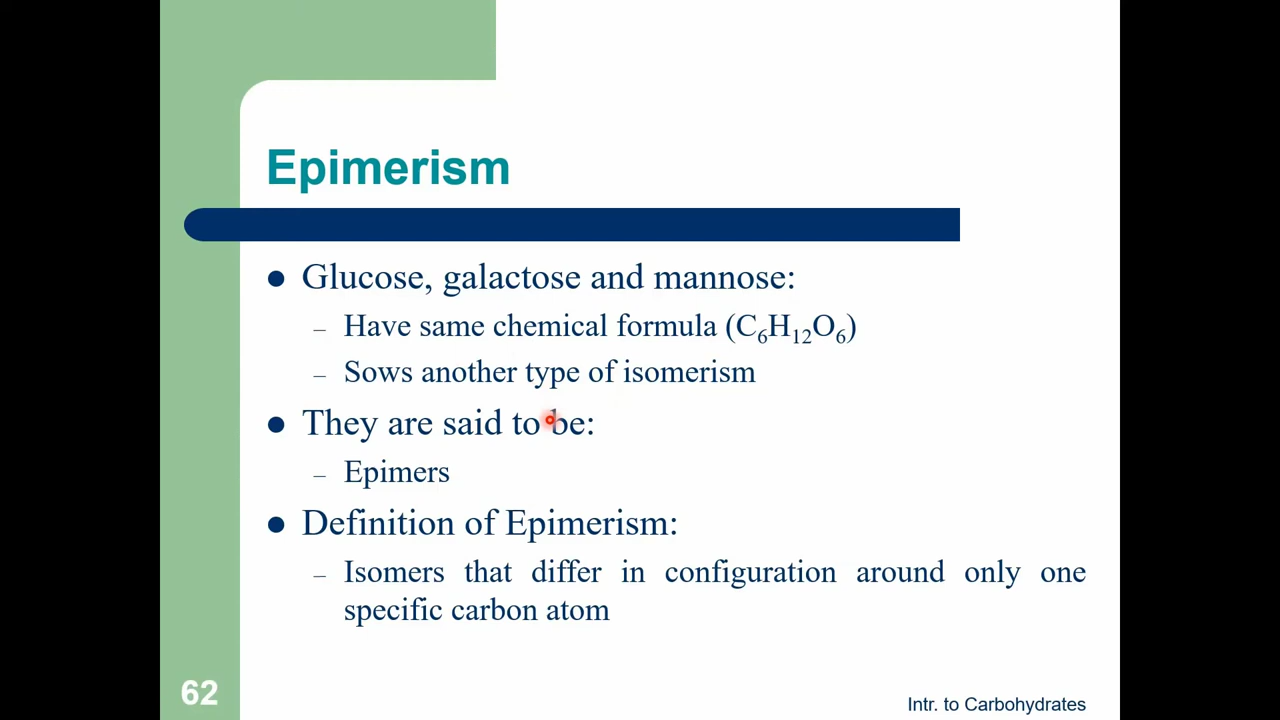 Epimerism
● Glucose, galactose and mannose:
– Have same chemical formula (C₆H₁₂O₆)
– Sows another type of isomerism
● They are said to be:
– Epimers
● Definition of Epimerism:
– Isomers that differ in configuration around only one
specific carbon atom
62
Intr. to Carbohydrates